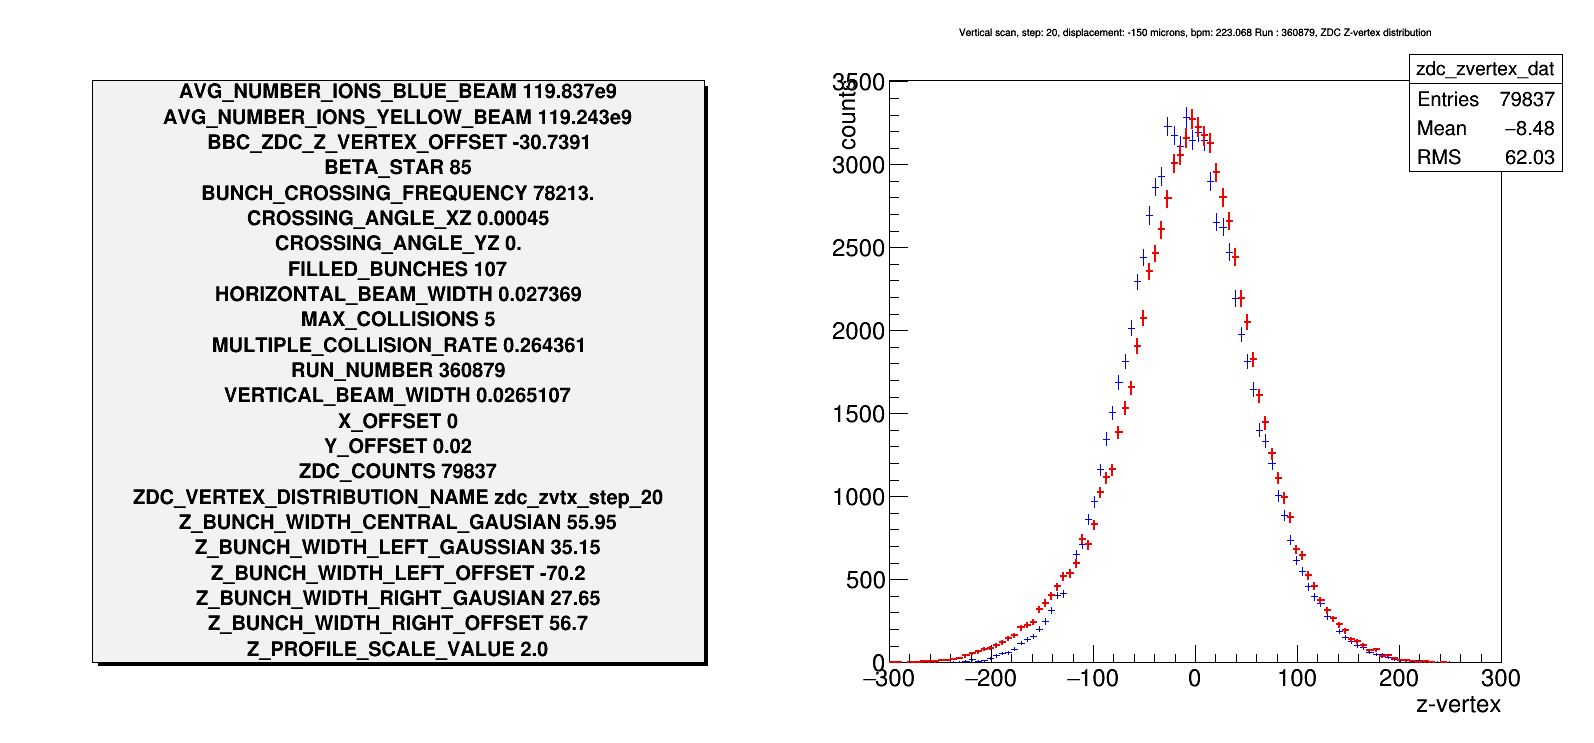 AVG_NUMBER_IONS_BLUE_BEAM 119.837e9
AVG_NUMBER_IONS_YELLOW_BEAM 119.243e9
BBC_ZDC_Z_VERTEX_OFFSET -30.7391
BETA_STAR 85
BUNCH_CROSSING_FREQUENCY 78213.
CROSSING_ANGLE_XZ 0.00045
CROSSING_ANGLE_YZ 0.
FILLED_BUNCHES 107
HORIZONTAL_BEAM_WIDTH 0.027369
MAX_COLLISIONS 5
MULTIPLE_COLLISION_RATE 0.264361
RUN_NUMBER 360879
VERTICAL_BEAM_WIDTH 0.0265107
X_OFFSET 0
Y_OFFSET 0.02
ZDC_COUNTS 79837
ZDC_VERTEX_DISTRIBUTION_NAME zdc_zvtx_step_20
Z_BUNCH_WIDTH_CENTRAL_GAUSIAN 55.95
Z_BUNCH_WIDTH_LEFT_GAUSSIAN 35.15
Z_BUNCH_WIDTH_LEFT_OFFSET -70.2
Z_BUNCH_WIDTH_RIGHT_GAUSIAN 27.65
Z_BUNCH_WIDTH_RIGHT_OFFSET 56.7
Z_PROFILE_SCALE_VALUE 2.0
Vertical scan, step: 20, displacement: -150 microns, bpm: 223.068 Run : 360879, ZDC Z-vertex distribution
zdc_zvertex_dat
Entries 79837
Mean −8.48
RMS 62.03
counts
3500
3000
2500
2000
1500
1000
500
0
−300 −200 −100 0 100 200 300
z-vertex